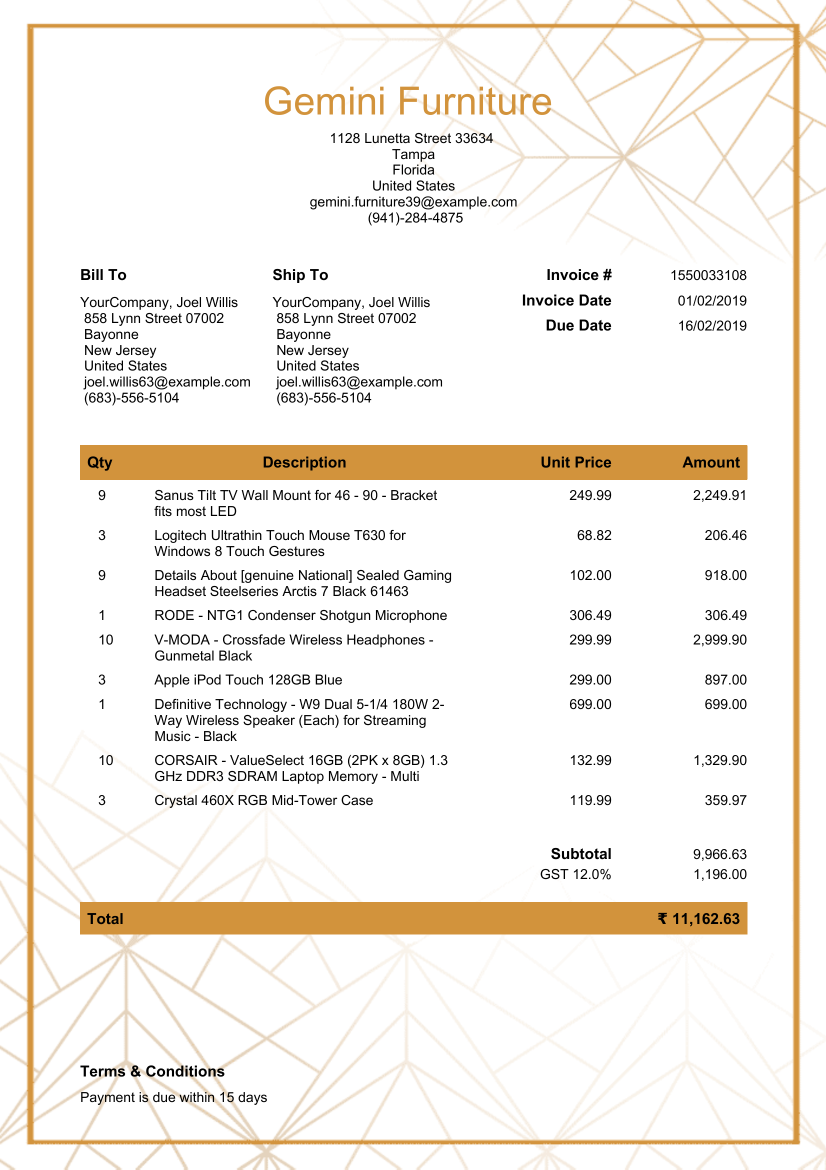 Gemini Furniture
1128 Lunetta Street 33634
Tampa
Florida
United States
gemini.furniture39@example.com
(941)-284-4875
Bill To
YourCompany, Joel Willis
858 Lynn Street 07002
Bayonne
New Jersey
United States
joel.willis63@example.com
(683)-556-5104
Ship To
YourCompany, Joel Willis
858 Lynn Street 07002
Bayonne
New Jersey
United States
joel.willis63@example.com
(683)-556-5104
Invoice # 1550033108
Invoice Date 01/02/2019
Due Date 16/02/2019
Qty Description Unit Price Amount
9 Sanus Tilt TV Wall Mount for 46 - 90 - Bracket 249.99 2,249.91
fits most LED
3 Logitech Ultrathin Touch Mouse T630 for 68.82 206.46
Windows 8 Touch Gestures
9 Details About [genuine National] Sealed Gaming 102.00 918.00
Headset Steelseries Arctis 7 Black 61463
1 RODE - NTG1 Condenser Shotgun Microphone 306.49 306.49
10 V-MODA - Crossfade Wireless Headphones - 299.99 2,999.90
Gunmetal Black
3 Apple iPod Touch 128GB Blue 299.00 897.00
1 Definitive Technology - W9 Dual 5-1/4 180W 2- 699.00 699.00
Way Wireless Speaker (Each) for Streaming
Music - Black
10 CORSAIR - ValueSelect 16GB (2PK x 8GB) 1.3 132.99 1,329.90
GHz DDR3 SDRAM Laptop Memory - Multi
3 Crystal 460X RGB Mid-Tower Case 119.99 359.97
Subtotal 9,966.63
GST 12.0% 1,196.00
Total ₹ 11,162.63
Terms & Conditions
Payment is due within 15 days